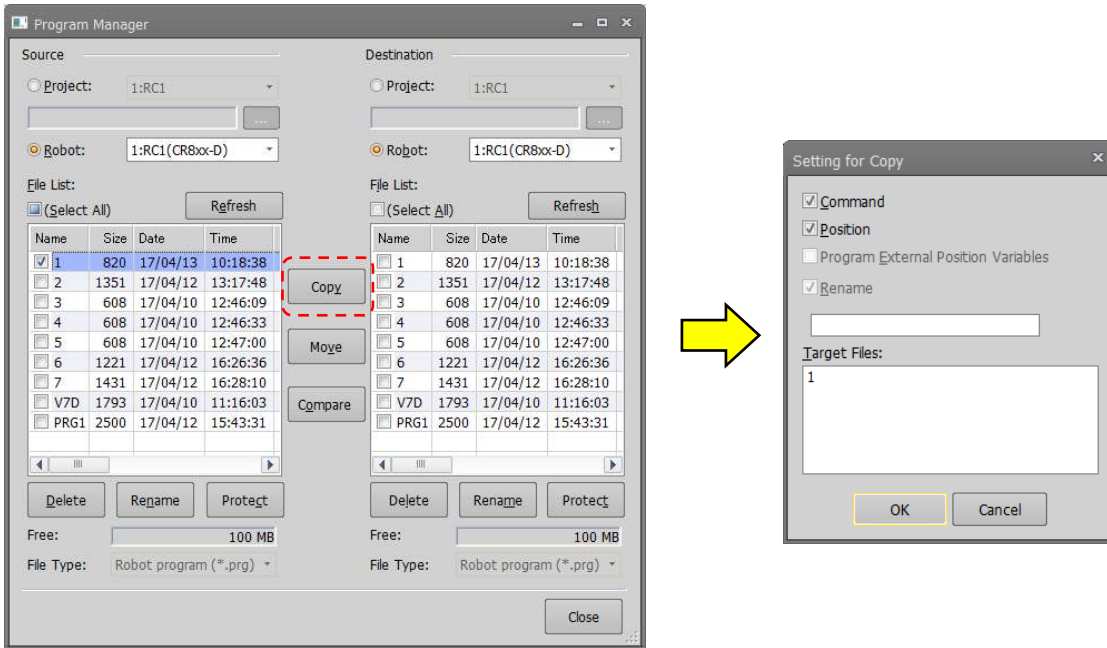 Program Manager
Source
Project: 1:RC1
...
Robot: 1:RC1(CR8xx-D)
File List:
(Select All) Refresh
Name Size Date Time
1 820 17/04/13 10:18:38
2 1351 17/04/12 13:17:48
3 608 17/04/10 12:46:09
4 608 17/04/10 12:46:33
5 608 17/04/10 12:47:00
6 1221 17/04/12 16:26:36
7 1431 17/04/12 16:28:10
V7D 1793 17/04/10 11:16:03
PRG1 2500 17/04/12 15:43:31
Delete Rename Protect
Free: 100 MB
File Type: Robot program (*.prg)
Copy
Move
Compare
Destination
Project: 1:RC1
...
Robot: 1:RC1(CR8xx-D)
File List:
(Select All) Refresh
Name Size Date Time
1 820 17/04/13 10:18:38
2 1351 17/04/12 13:17:48
3 608 17/04/10 12:46:09
4 608 17/04/10 12:46:33
5 608 17/04/10 12:47:00
6 1221 17/04/12 16:26:36
7 1431 17/04/12 16:28:10
V7D 1793 17/04/10 11:16:03
PRG1 2500 17/04/12 15:43:31
Delete Rename Protect
Free: 100 MB
File Type: Robot program (*.prg)
Close
Setting for Copy
Command
Position
Program External Position Variables
Rename
Target Files:
1
OK Cancel